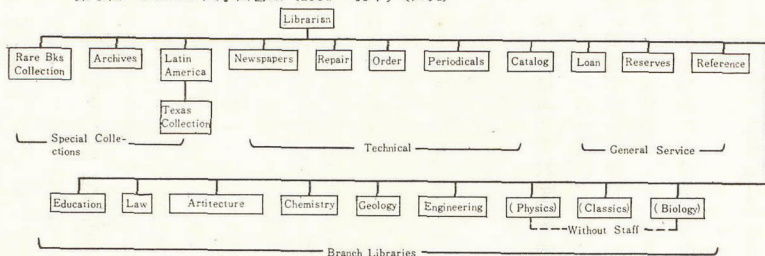 Librarian
Rare Bks Collection
Archives
Latin America
Newspapers
Repair
Order
Periodicals
Catalog
Loan
Reserves
Reference
Texas Collection
Special Colle-
ctions
Technical
General Service
Education
Law
Artitecture
Chemistry
Geology
Engineering
(Physics)
(Classics)
(Biology)
Without Staff
Branch Libraries